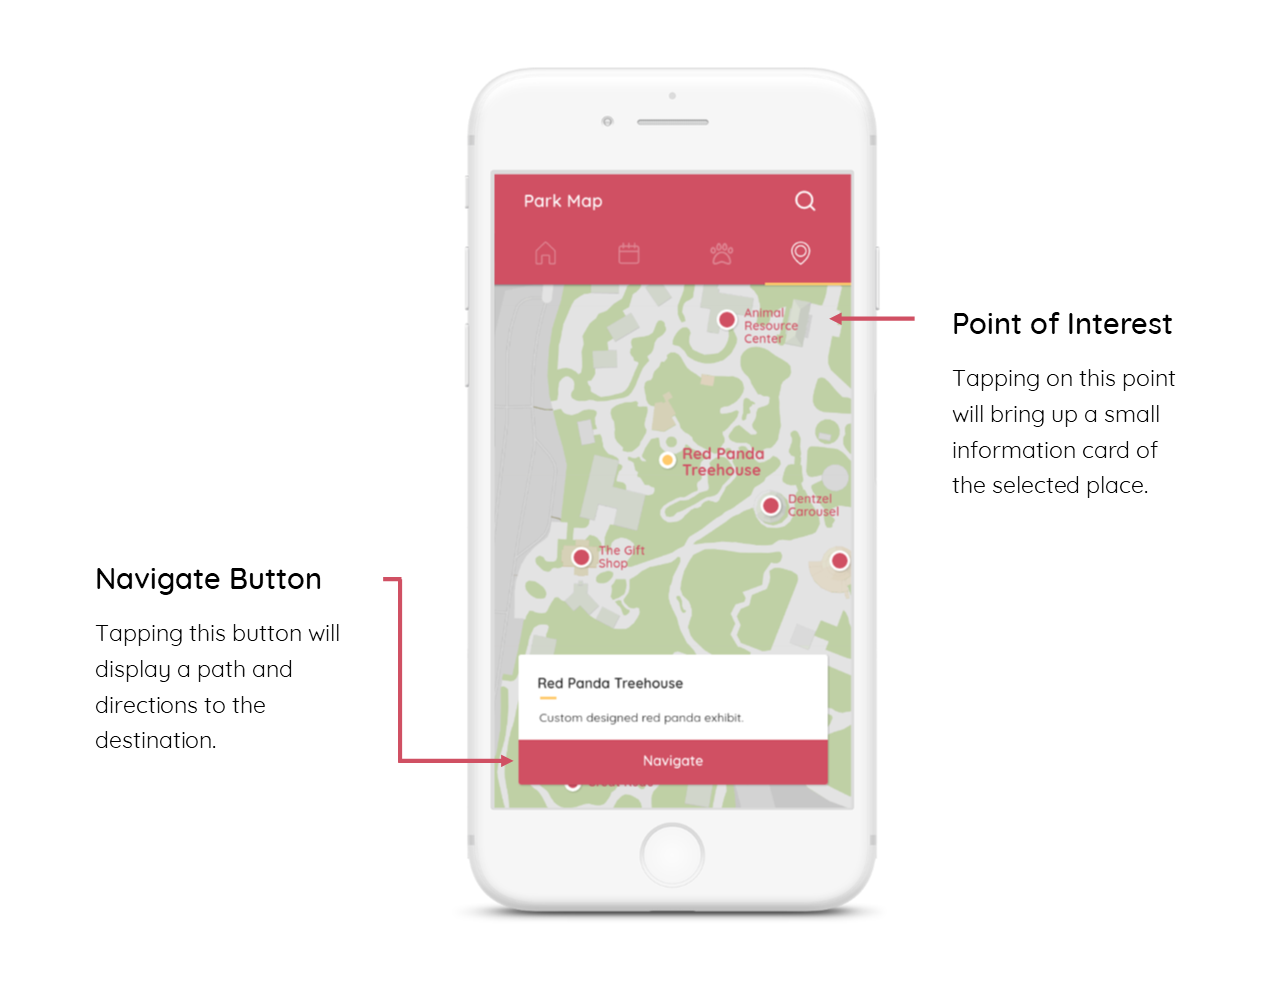 Park Map
Animal
Resource
Center
Point of Interest
Tapping on this point
will bring up a small
information card of
the selected place.
Red Panda
Treehouse
Dentzel
Carousel
The Gift
Shop
Navigate Button
Tapping this button will
display a path and
directions to the
destination.
Red Panda Treehouse
Custom designed red panda exhibit.
Navigate